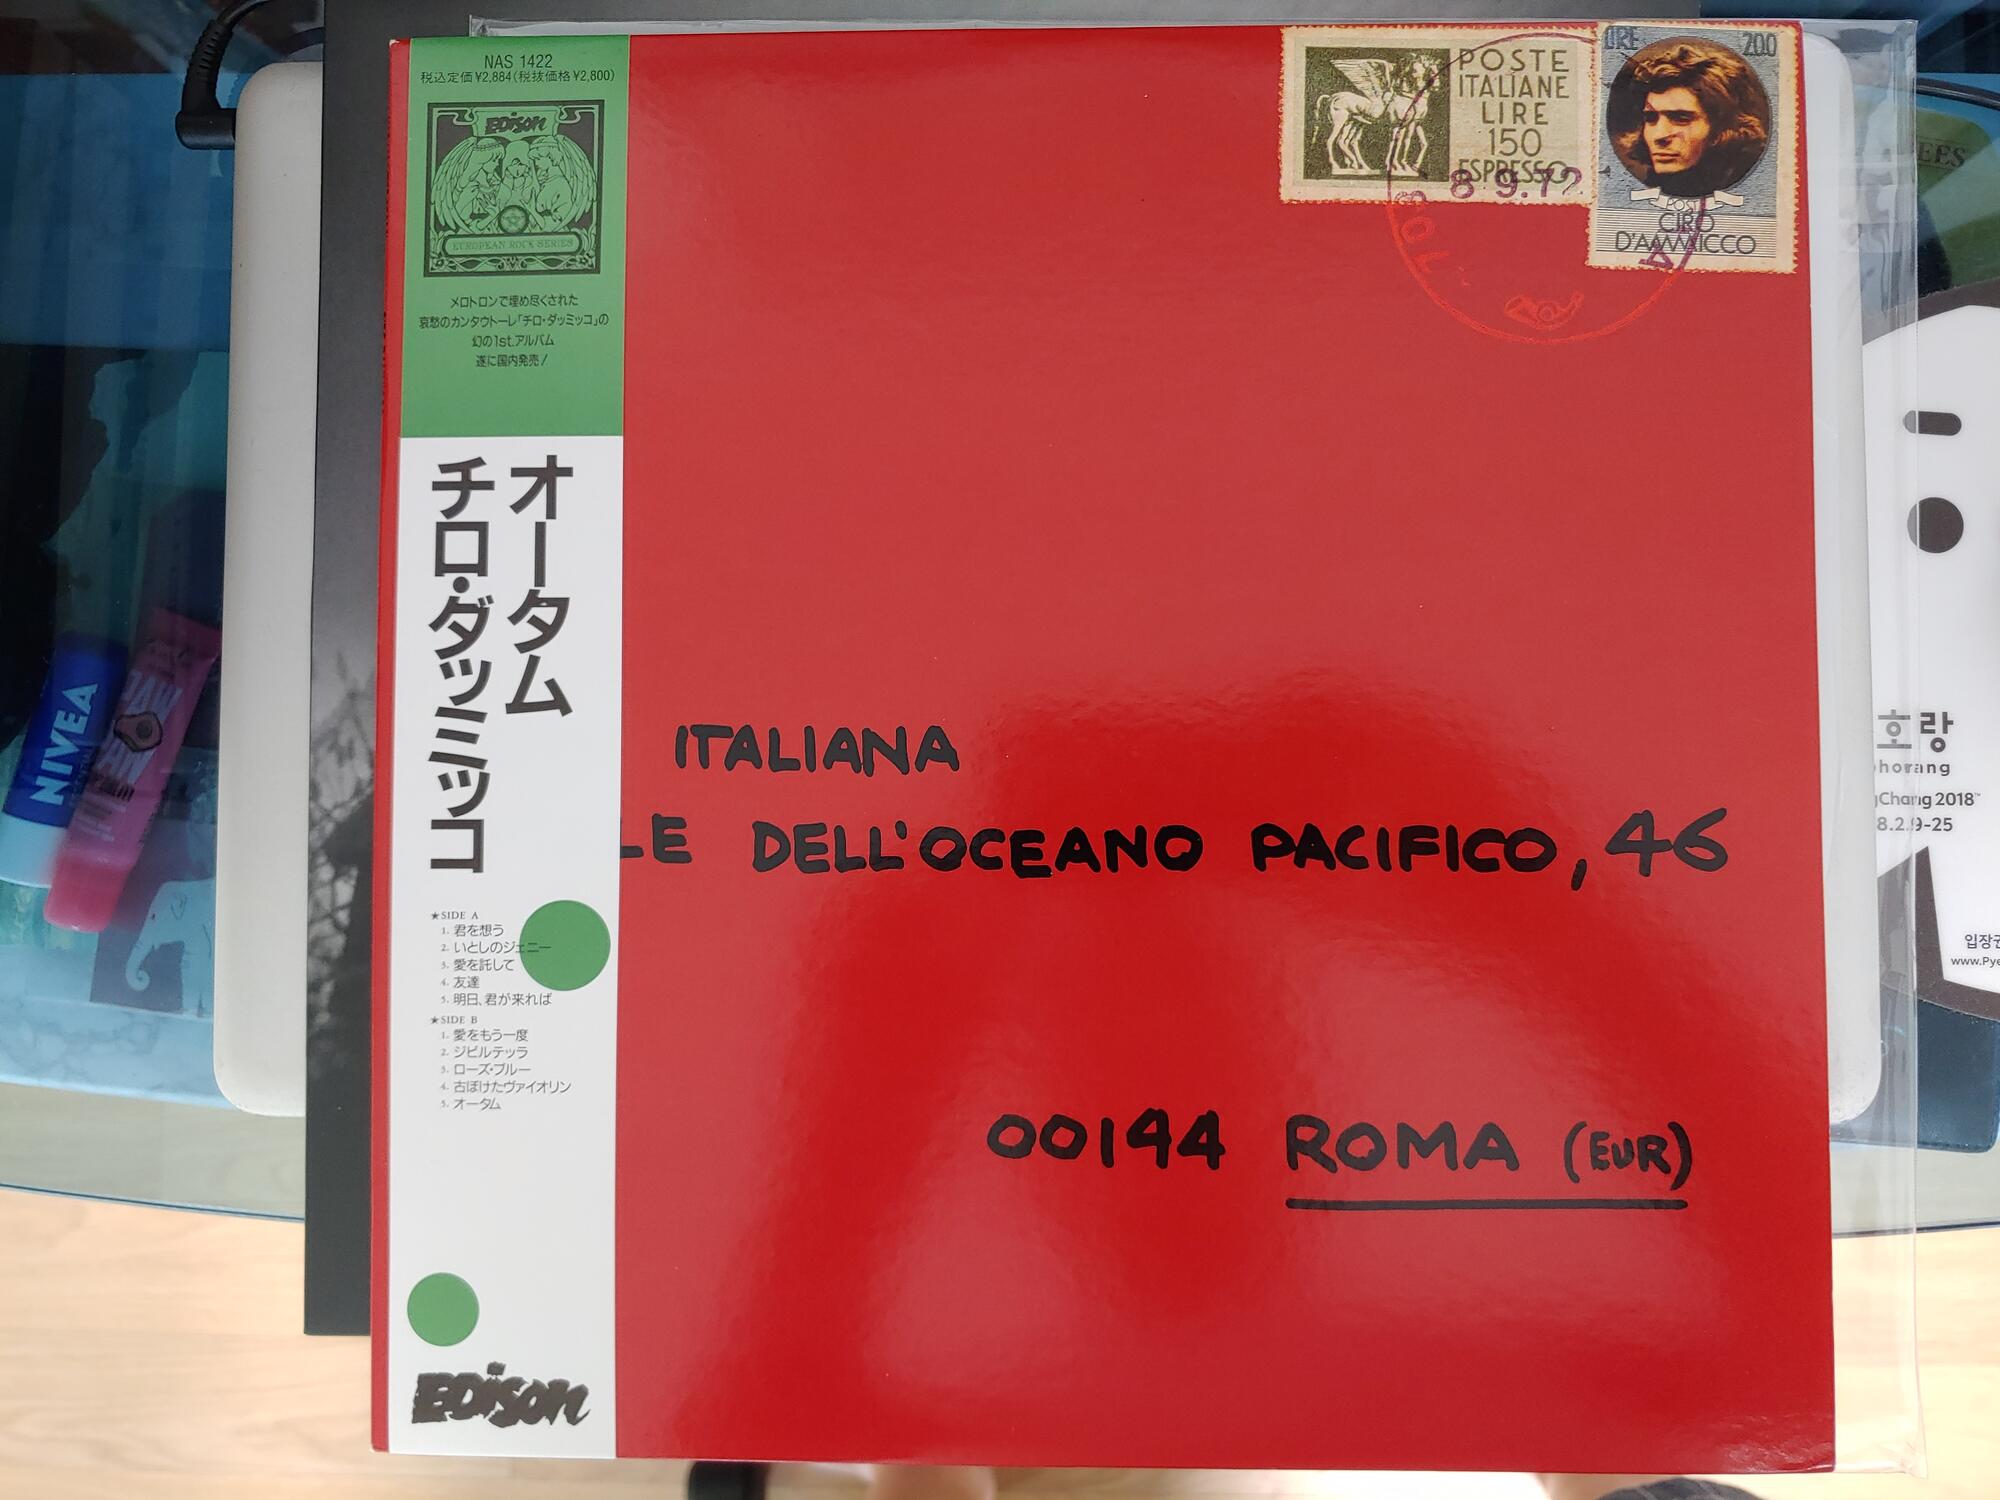 NAS 1422
税込定価¥2,884(税抜価格¥2,800)
EDison
EUROPEAN ROCK SERIES
メロトロンで埋め尽くされた
哀愁のカンタウトーレ「チロ・ダッミッコ」の
幻の1st.アルバム
遂に国内発売!
オータム
チロ・ダッミッコ
★SIDE A
1. 君を想う
2. いとしのジェニー
3. 愛を託して
4. 友達
5. 明日、君が来れば
★SIDE B
1. 愛をもう一度
2. ジビルテッラ
3. ローズ・ブルー
4. 古ぼけたヴァイオリン
5. オータム
EDison
POSTE
ITALIANE
LIRE
150
ESPRESSO
8.9.72
LIRE 200
POSTE
CIRO
D'AMMICCO
ITALIANA
LE DELL'OCEANO PACIFICO, 46
00144 ROMA (EUR)
NIVEA
호랑
horang
gChang 2018™
8.2.9-25
입장권
www.Pye